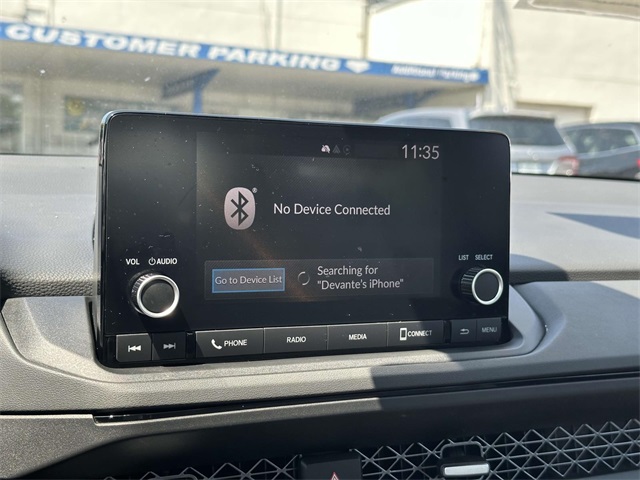 CUSTOMER PARKING
11:35
®
No Device Connected
VOL AUDIO
LIST SELECT
Go to Device List
Searching for
"Devante's iPhone"
PHONE RADIO MEDIA CONNECT MENU